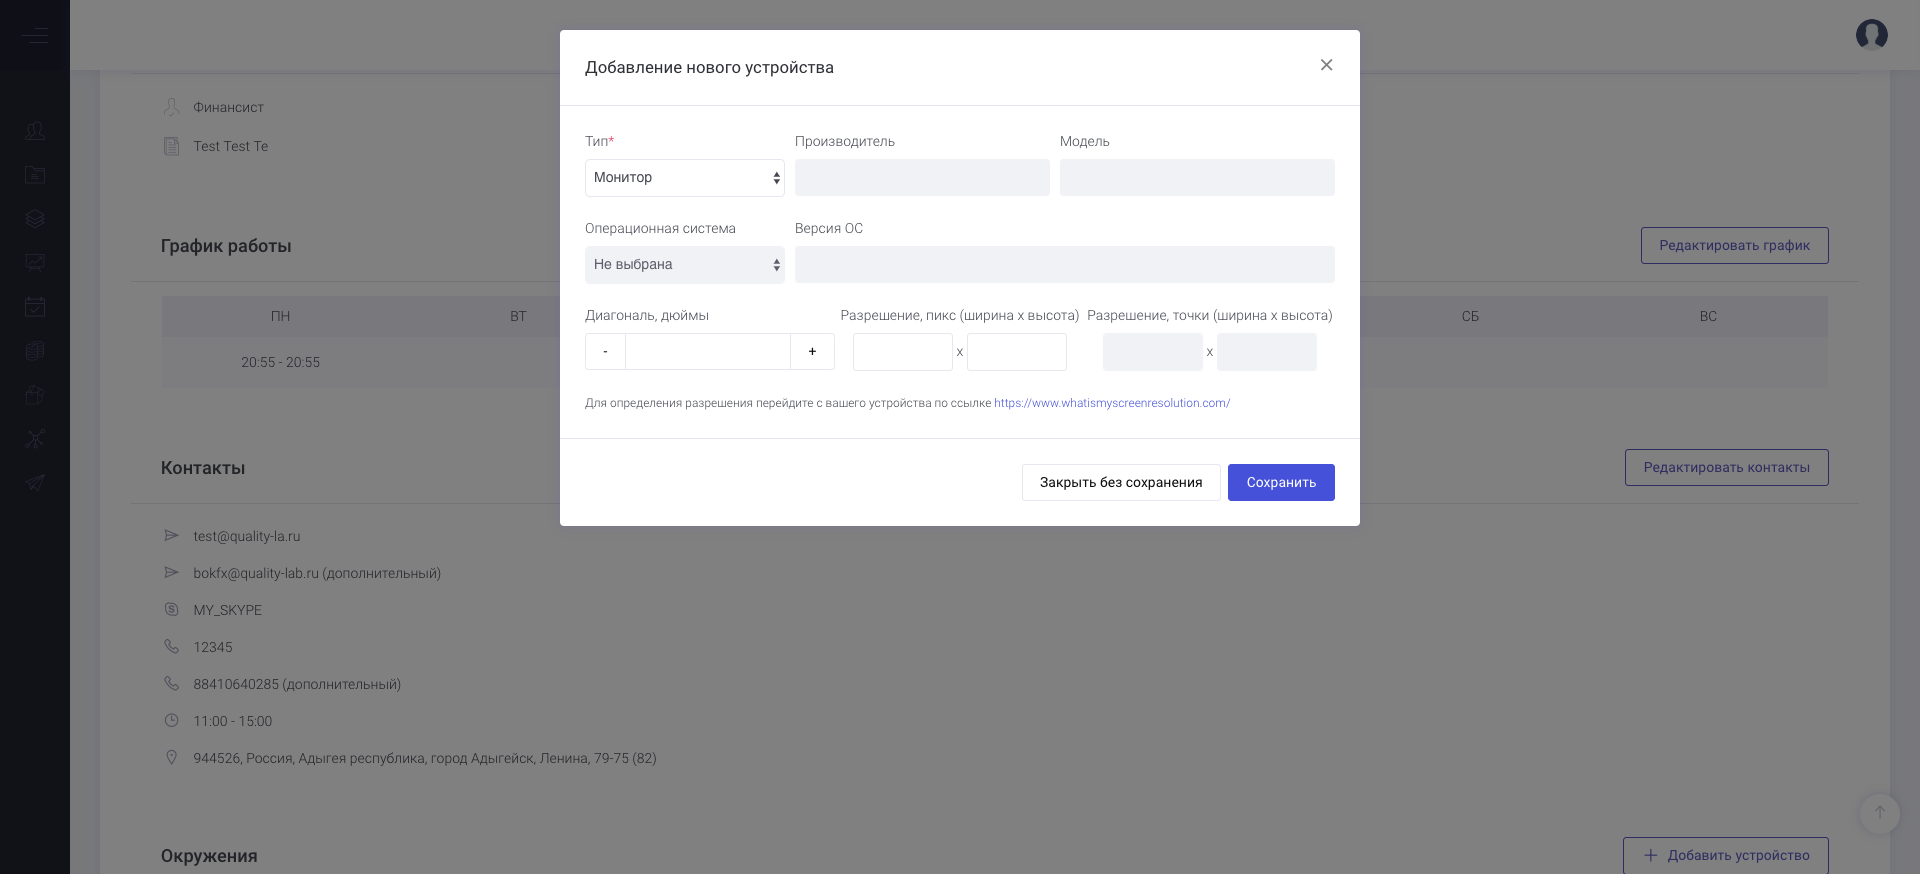 Добавление нового устройства
×
Тип* Производитель Модель
Монитор
Операционная система Версия ОС
Не выбрана
Диагональ, дюймы Разрешение, пикс (ширина x высота) Разрешение, точки (ширина x высота)
- + x x
Для определения разрешения перейдите с вашего устройства по ссылке https://www.whatismyscreenresolution.com/
Закрыть без сохранения Сохранить
Финансист
Test Test Te
График работы Редактировать график
ПН ВТ СБ ВС
20:55 - 20:55
Контакты Редактировать контакты
test@quality-la.ru
bokfx@quality-lab.ru (дополнительный)
MY_SKYPE
12345
88410640285 (дополнительный)
11:00 - 15:00
944526, Россия, Адыгея республика, город Адыгейск, Ленина, 79-75 (82)
Окружения + Добавить устройство